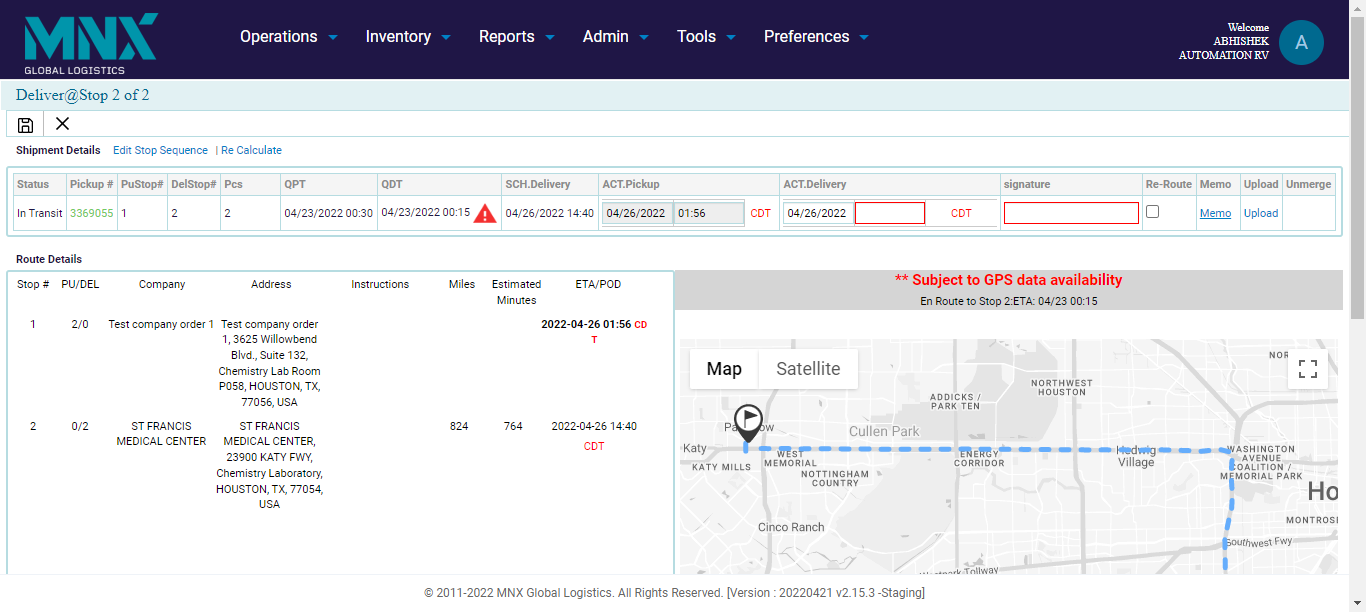 MNX
GLOBAL LOGISTICS
Operations Inventory Reports Admin Tools Preferences
Welcome
ABHISHEK
AUTOMATION RV
A
Deliver@Stop 2 of 2
Shipment Details Edit Stop Sequence | Re Calculate
Status Pickup # PuStop# DelStop# Pcs QPT QDT SCH.Delivery ACT.Pickup ACT.Delivery signature Re-Route Memo Upload Unmerge
In Transit 3369055 1 2 2 04/23/2022 00:30 04/23/2022 00:15 04/26/2022 14:40 04/26/2022 01:56 CDT 04/26/2022 CDT Memo Upload
Route Details
Stop # PU/DEL Company Address Instructions Miles Estimated Minutes ETA/POD
1 2/0 Test company order 1 Test company order
1, 3625 Willowbend
Blvd., Suite 132,
Chemistry Lab Room
P058, HOUSTON, TX,
77056, USA
2022-04-26 01:56 CD
T
2 0/2 ST FRANCIS
MEDICAL CENTER
ST FRANCIS
MEDICAL CENTER,
23900 KATY FWY,
Chemistry Laboratory,
HOUSTON, TX, 77054,
USA
824 764 2022-04-26 14:40
CDT
** Subject to GPS data availability
En Route to Stop 2:ETA: 04/23 00:15
Map Satellite
NOR
NORTHWEST
HOUSTON
ADDICKS /
PARK TEN
Cullen Park
Katy
KATY MILLS
WEST
MEMORIAL
NOTTINGHAM
COUNTRY
ENERGY
CORRIDOR
Hedwig
Village
WASHINGTON
AVENUE
COALITION /
MEMORIAL PARK
Ho
MONTROS
Cinco Ranch
Southwest Fwy
Westpark Tollway
© 2011-2022 MNX Global Logistics. All Rights Reserved. [Version : 20220421 v2.15.3 -Staging]